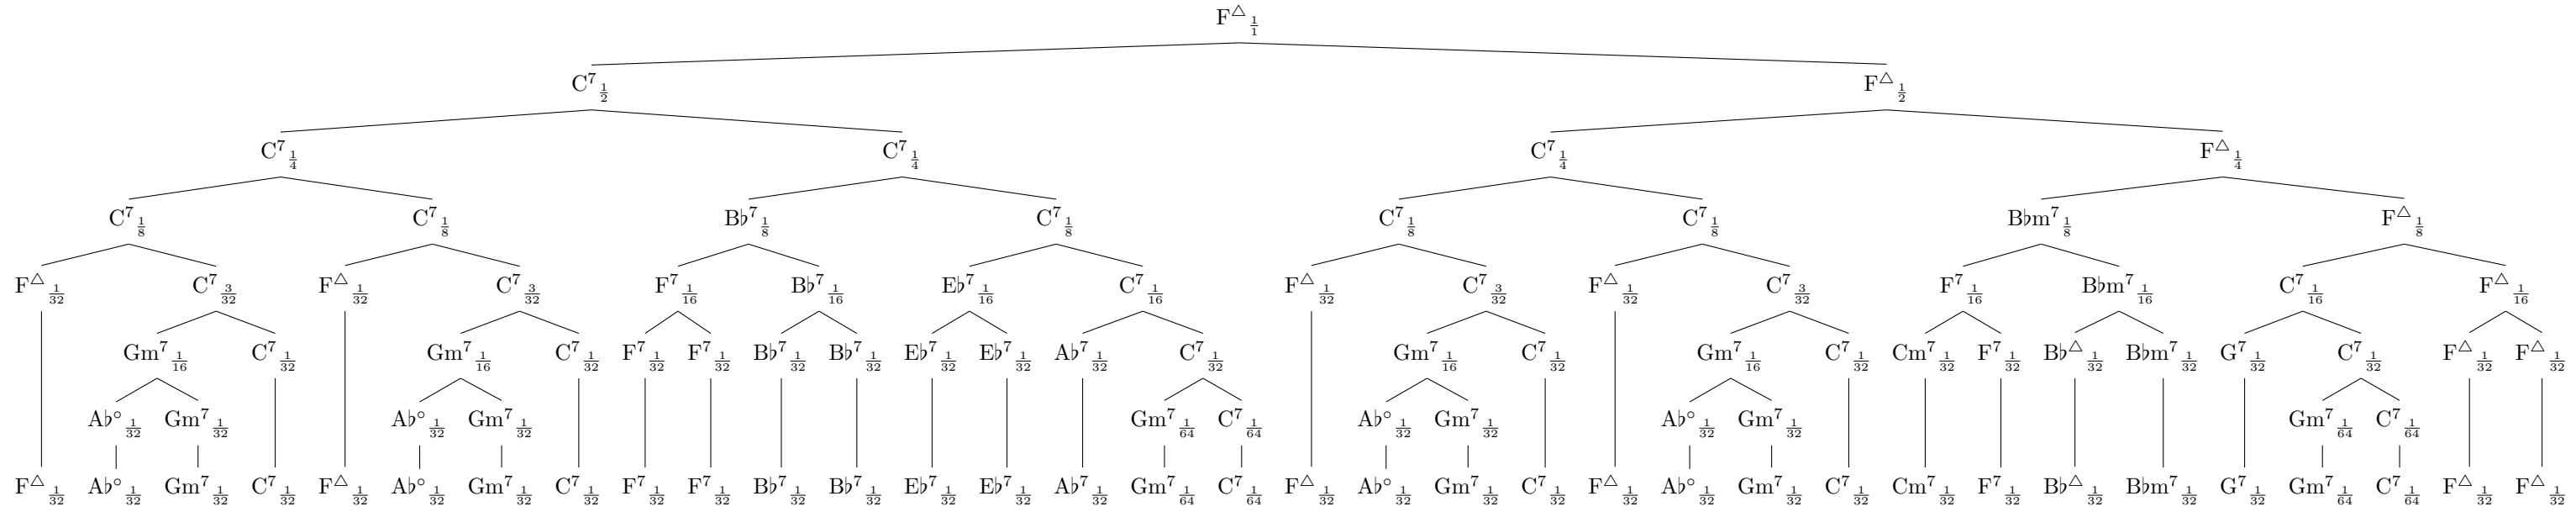 F△ 1/1
C7 1/2 F△ 1/2
C7 1/4 C7 1/4 C7 1/4 F△ 1/4
C7 1/8 C7 1/8 B♭7 1/8 C7 1/8 C7 1/8 C7 1/8 B♭m7 1/8 F△ 1/8
F△ 1/32 C7 3/32 F△ 1/32 C7 3/32 F7 1/16 B♭7 1/16 E♭7 1/16 C7 1/16 F△ 1/32 C7 3/32 F△ 1/32 C7 3/32 F7 1/16 B♭m7 1/16 C7 1/16 F△ 1/16
Gm7 1/16 C7 1/32 Gm7 1/16 C7 1/32 F7 1/32 F7 1/32 B♭7 1/32 B♭7 1/32 E♭7 1/32 E♭7 1/32 A♭7 1/32 C7 1/32 Gm7 1/16 C7 1/32 Gm7 1/16 C7 1/32 Cm7 1/32 F7 1/32 B♭△ 1/32 B♭m7 1/32 G7 1/32 C7 1/32 F△ 1/32 F△ 1/32
A♭° 1/32 Gm7 1/32 A♭° 1/32 Gm7 1/32 Gm7 1/64 C7 1/64 A♭° 1/32 Gm7 1/32 A♭° 1/32 Gm7 1/32 Gm7 1/64 C7 1/64
F△ 1/32 A♭° 1/32 Gm7 1/32 C7 1/32 F△ 1/32 A♭° 1/32 Gm7 1/32 C7 1/32 F7 1/32 F7 1/32 B♭7 1/32 B♭7 1/32 E♭7 1/32 E♭7 1/32 A♭7 1/32 Gm7 1/64 C7 1/64 F△ 1/32 A♭° 1/32 Gm7 1/32 C7 1/32 F△ 1/32 A♭° 1/32 Gm7 1/32 C7 1/32 Cm7 1/32 F7 1/32 B♭△ 1/32 B♭m7 1/32 G7 1/32 Gm7 1/64 C7 1/64 F△ 1/32 F△ 1/32